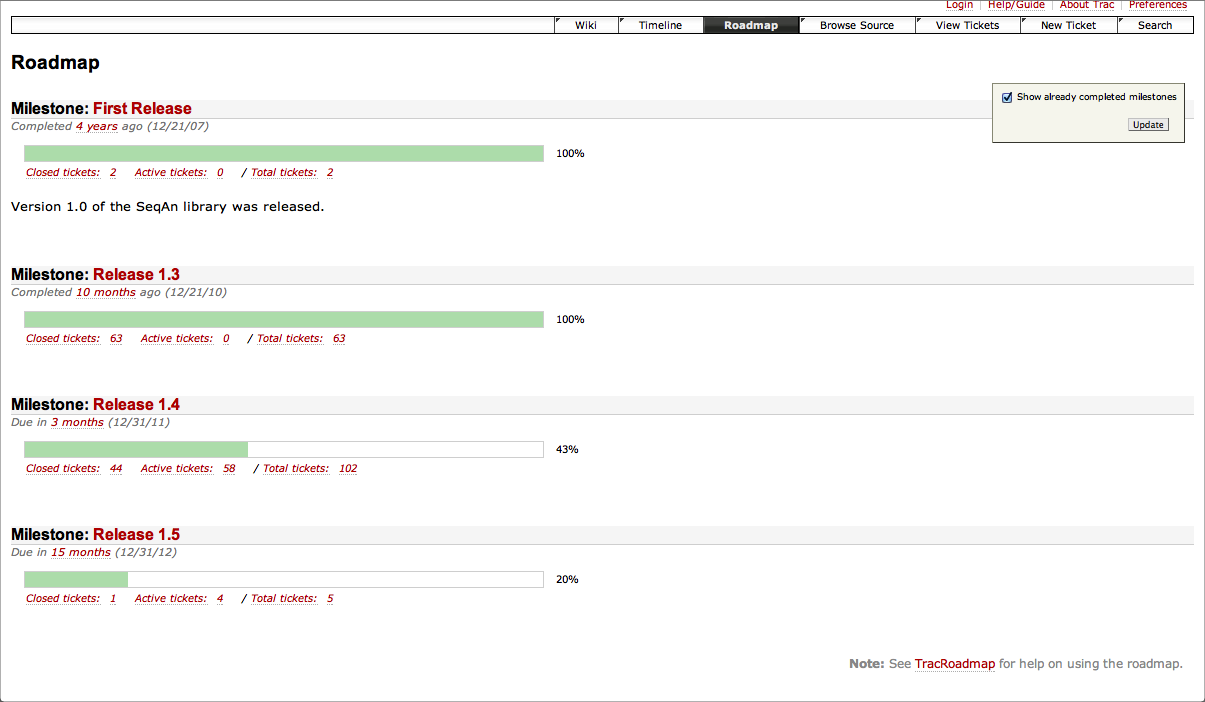 Login Help/Guide About Trac Preferences
Wiki Timeline Roadmap Browse Source View Tickets New Ticket Search
Roadmap
Show already completed milestones
Update
Milestone: First Release
Completed 4 years ago (12/21/07)
100%
Closed tickets: 2 Active tickets: 0 / Total tickets: 2
Version 1.0 of the SeqAn library was released.
Milestone: Release 1.3
Completed 10 months ago (12/21/10)
100%
Closed tickets: 63 Active tickets: 0 / Total tickets: 63
Milestone: Release 1.4
Due in 3 months (12/31/11)
43%
Closed tickets: 44 Active tickets: 58 / Total tickets: 102
Milestone: Release 1.5
Due in 15 months (12/31/12)
20%
Closed tickets: 1 Active tickets: 4 / Total tickets: 5
Note: See TracRoadmap for help on using the roadmap.